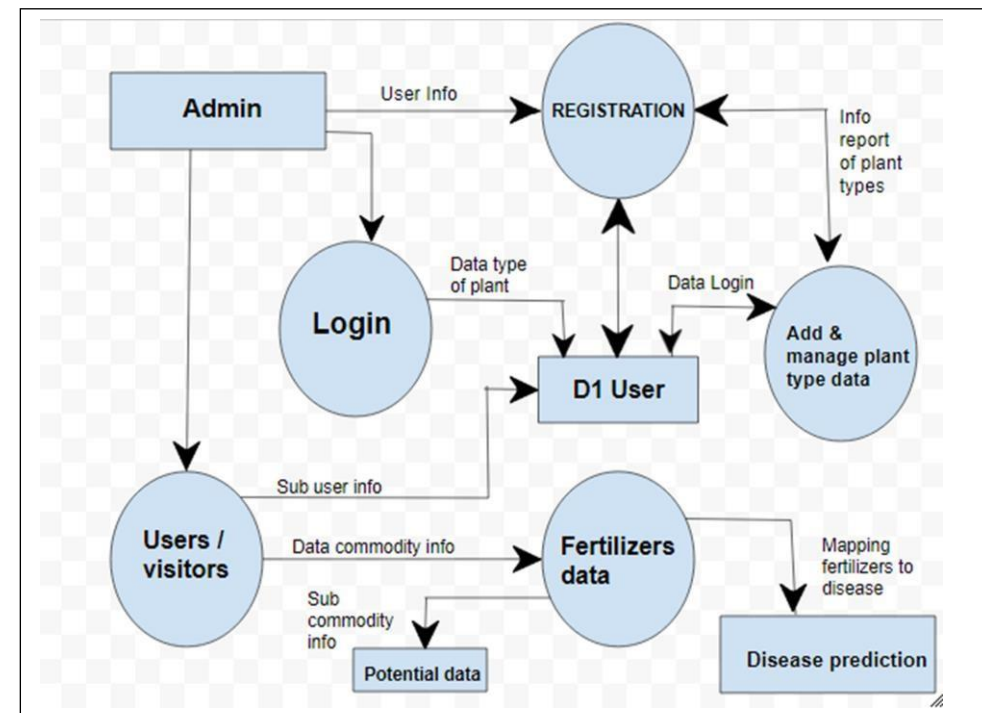 Admin
User Info
REGISTRATION
Info
report
of plant
types
Login
Data type
of plant
Data Login
Add &
manage plant
type data
D1 User
Users /
visitors
Sub user info
Data commodity info
Fertilizers
data
Mapping
fertilizers to
disease
Sub
commodity
info
Potential data
Disease prediction